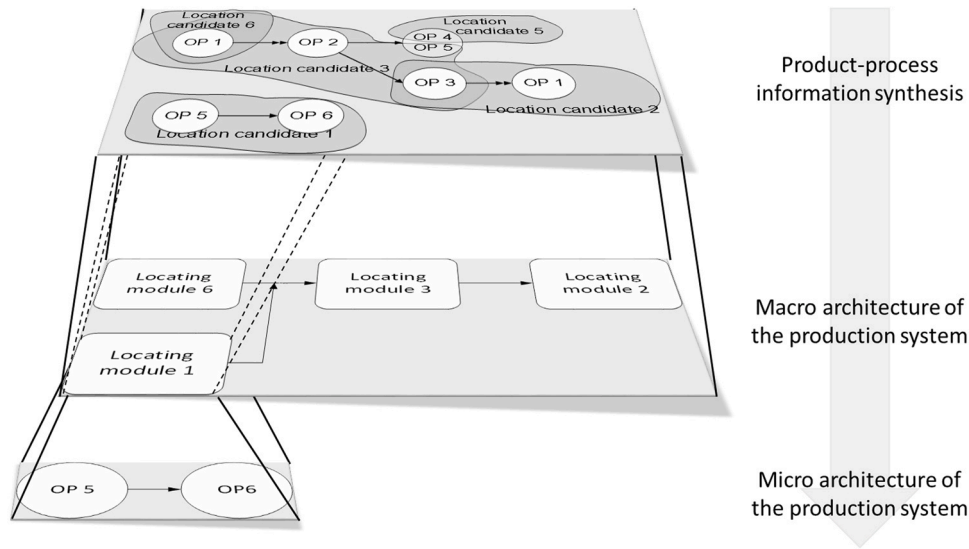 Location
candidate 6
OP 1
OP 2
OP 4
OP 5
Location
candidate 5
Location candidate 3
OP 3
OP 1
Location candidate 2
OP 5
OP 6
Location candidate 1
Product-process
information synthesis
Locating
module 6
Locating
module 3
Locating
module 2
Locating
module 1
Macro architecture of
the production system
OP 5
OP6
Micro architecture of
the production system